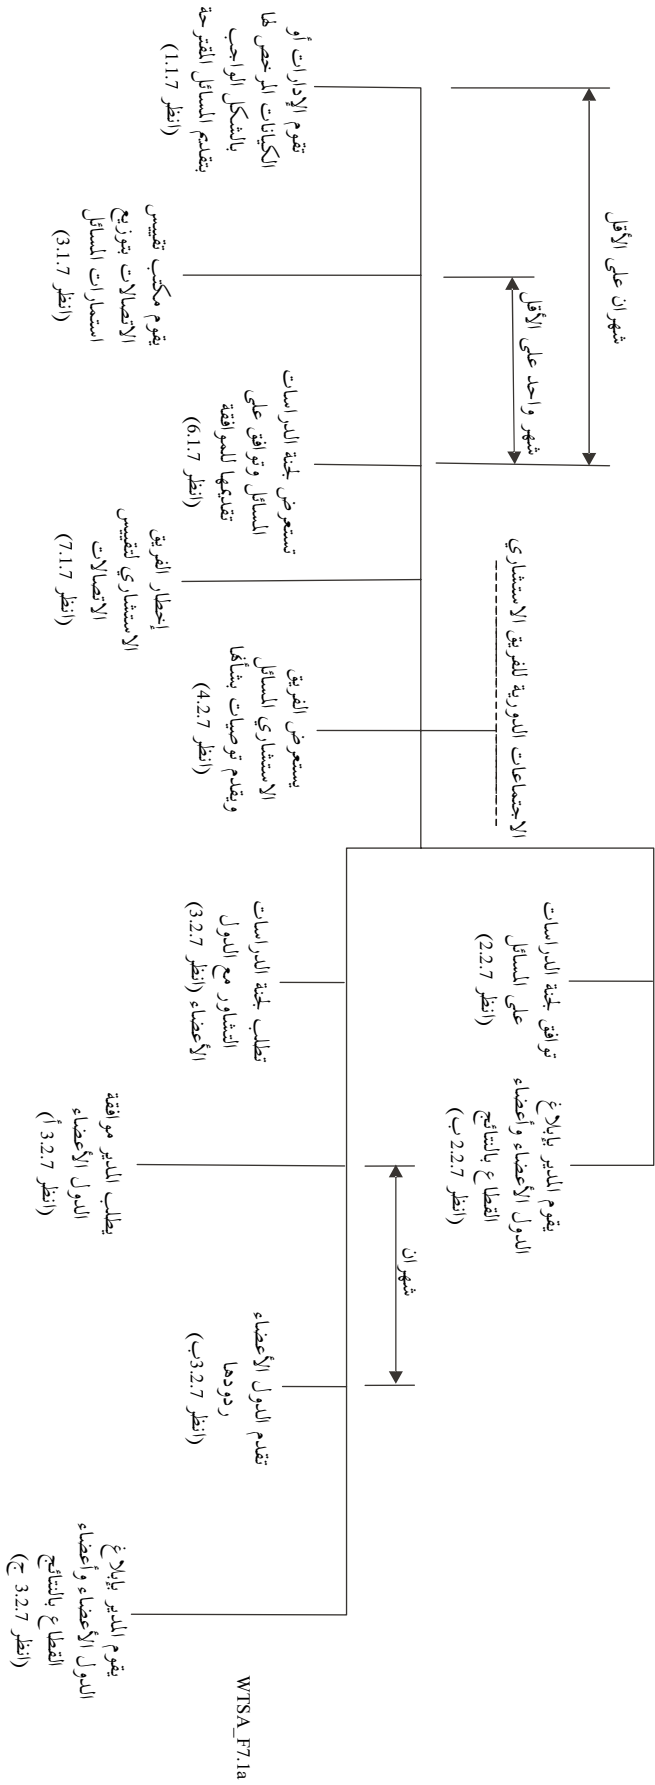 شهران على الأقل
شهر واحد على الأقل
الاجتماعات الدورية للفريق الاستشاري
تقوم الإدارات أو
الكيانات المرخص لها
بالشكل الواجب
بتقديم المسائل المقترحة
(انظر 1.1.7)
يقوم مكتب تقييس
الاتصالات بتوزيع
استمارات المسائل
(انظر 3.1.7)
تستعرض لجنة الدراسات
المسائل وتوافق على
تقديمها للموافقة
(انظر 6.1.7)
إخطار الفريق
الاستشاري لتقييس
الاتصالات
(انظر 7.1.7)
يستعرض الفريق
الاستشاري المسائل
ويقدم توصيات بشأنها
(انظر 4.2.7)
توافق لجنة الدراسات
على المسائل
(انظر 2.2.7)
يقوم المدير بإبلاغ
الدول الأعضاء وأعضاء
القطاع بالنتائج
(انظر 2.2.7 ب)
تطلب لجنة الدراسات
التشاور مع الدول
الأعضاء (انظر 3.2.7)
يطلب المدير موافقة
الدول الأعضاء
(انظر 3.2.7 أ)
شهران
تقدم الدول الأعضاء
ردودها
(انظر 3.2.7ب)
يقوم المدير بإبلاغ
الدول الأعضاء وأعضاء
القطاع بالنتائج
(انظر 3.2.7 ج)
WTSA_F7.1a